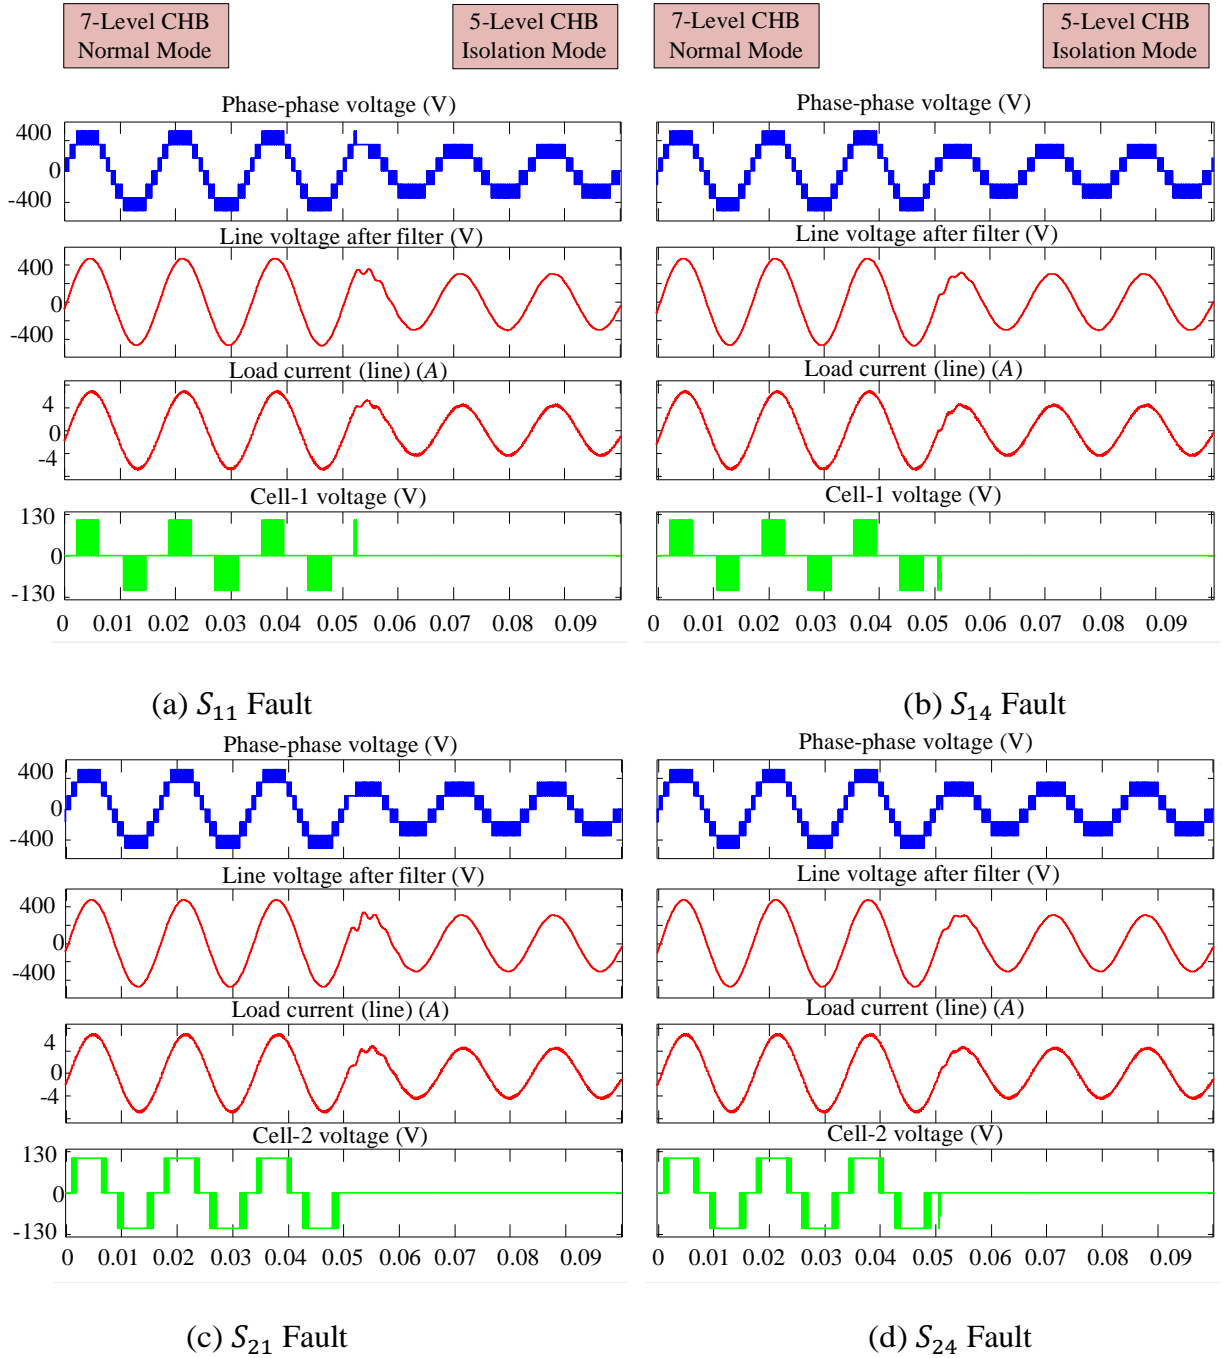 7-Level CHB
Normal Mode
5-Level CHB
Isolation Mode
7-Level CHB
Normal Mode
5-Level CHB
Isolation Mode
Phase-phase voltage (V)
400
0
-400
Line voltage after filter (V)
400
0
-400
Load current (line) (A)
4
0
-4
Cell-1 voltage (V)
130
0
-130
0 0.01 0.02 0.03 0.04 0.05 0.06 0.07 0.08 0.09
(a) S11 Fault
Phase-phase voltage (V)
Line voltage after filter (V)
Load current (line) (A)
Cell-1 voltage (V)
0 0.01 0.02 0.03 0.04 0.05 0.06 0.07 0.08 0.09
(b) S14 Fault
Phase-phase voltage (V)
400
0
-400
Line voltage after filter (V)
400
0
-400
Load current (line) (A)
4
0
-4
Cell-2 voltage (V)
130
0
-130
0 0.01 0.02 0.03 0.04 0.05 0.06 0.07 0.08 0.09
(c) S21 Fault
Phase-phase voltage (V)
Line voltage after filter (V)
Load current (line) (A)
Cell-2 voltage (V)
0 0.01 0.02 0.03 0.04 0.05 0.06 0.07 0.08 0.09
(d) S24 Fault